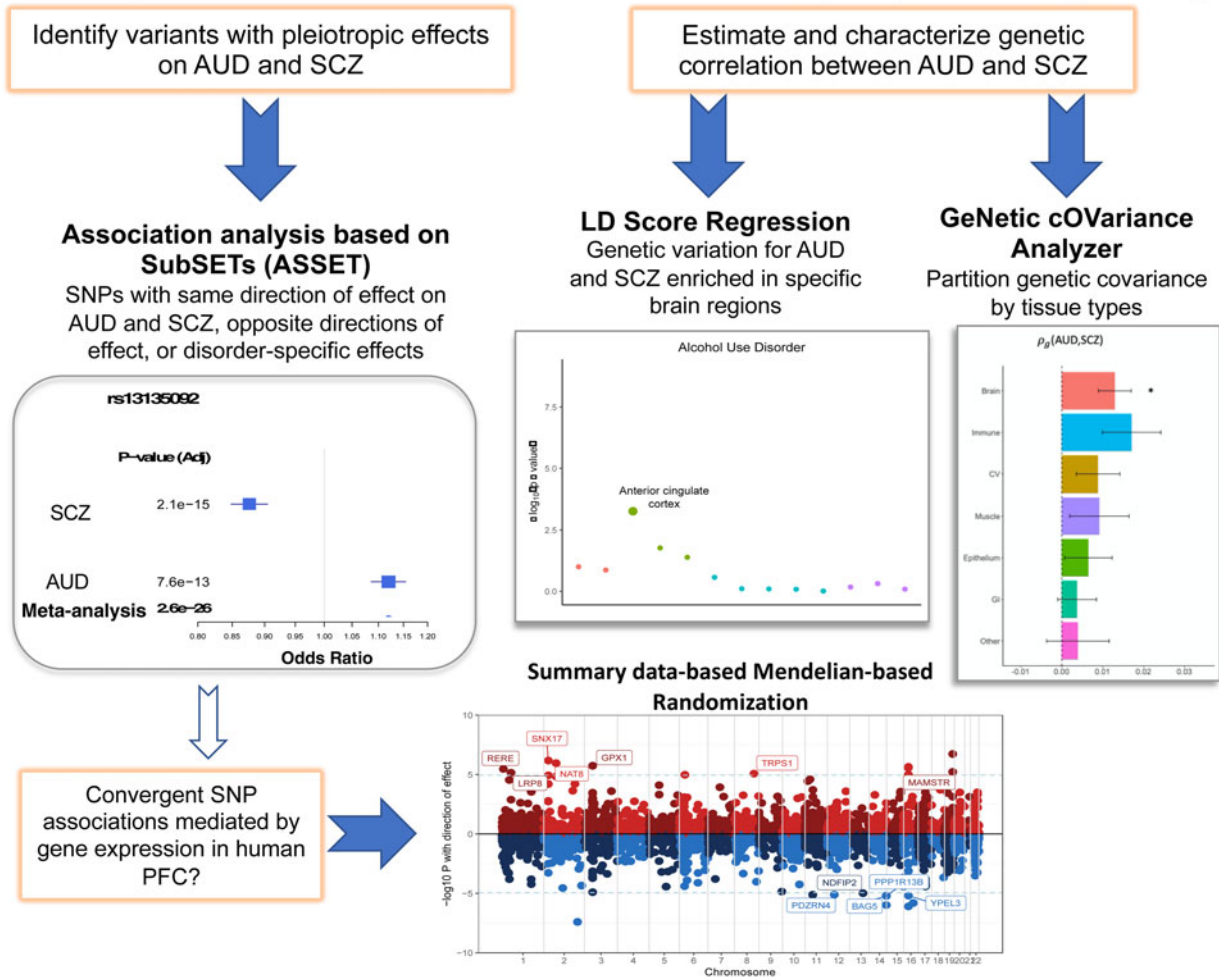 Identify variants with pleiotropic effects
on AUD and SCZ
Estimate and characterize genetic
correlation between AUD and SCZ
Association analysis based on
SubSETs (ASSET)
SNPs with same direction of effect on
AUD and SCZ, opposite directions of
effect, or disorder-specific effects
rs13135092
P-value (Adj)
SCZ
2.1e-15
AUD
7.6e-13
Meta-analysis
2.6e-26
0.80 0.85 0.90 1.00 1.10 1.15 1.20
Odds Ratio
LD Score Regression
Genetic variation for AUD
and SCZ enriched in specific
brain regions
Alcohol Use Disorder
7.5
5.0
2.5
0.0
Anterior cingulate
cortex
GeNetic cOVariance
Analyzer
Partition genetic covariance
by tissue types
ρg(AUD,SCZ)
Brain
*
Immune
CV
Muscle
Epithelium
GI
Other
-0.01 0.00 0.01 0.02 0.03
Convergent SNP
associations mediated by
gene expression in human
PFC?
Summary data-based Mendelian-based
Randomization
−log10 P with direction of effect
10
5
0
−5
−10
SNX17
RERE
GPX1
NAT8
LRP8
TRPS1
MAMSTR
NDFIP2
PPP1R13B
PDZRN4
BAG5
YPEL3
1 2 3 4 5 6 7 8 9 10 11 12 13 14 15 16 17 18 19 20 21 22
Chromosome